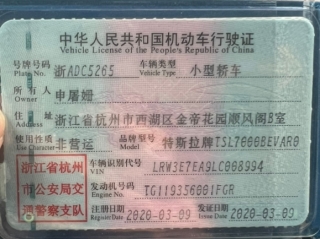 中华人民共和国机动车行驶证
Vehicle License of the People's Republic of China
号牌号码 浙ADC5265 车辆类型 小型轿车
Plate No. Vehicle Type
所有人 申屠姗
Owner
住址 浙江省杭州市西湖区金帝花园顺风阁B室
Address
使用性质 非营运 品牌型号 特斯拉牌TSL7000BEVAR0
Use Character Model
浙江省杭州
市公安局交
通警察支队
车辆识别代号 LRW3E7EA9LC008994
VIN
发动机号码 TG119356001FGR
Engine No.
注册日期 2020-03-09 发证日期 2020-03-09
Register Date Issue Date